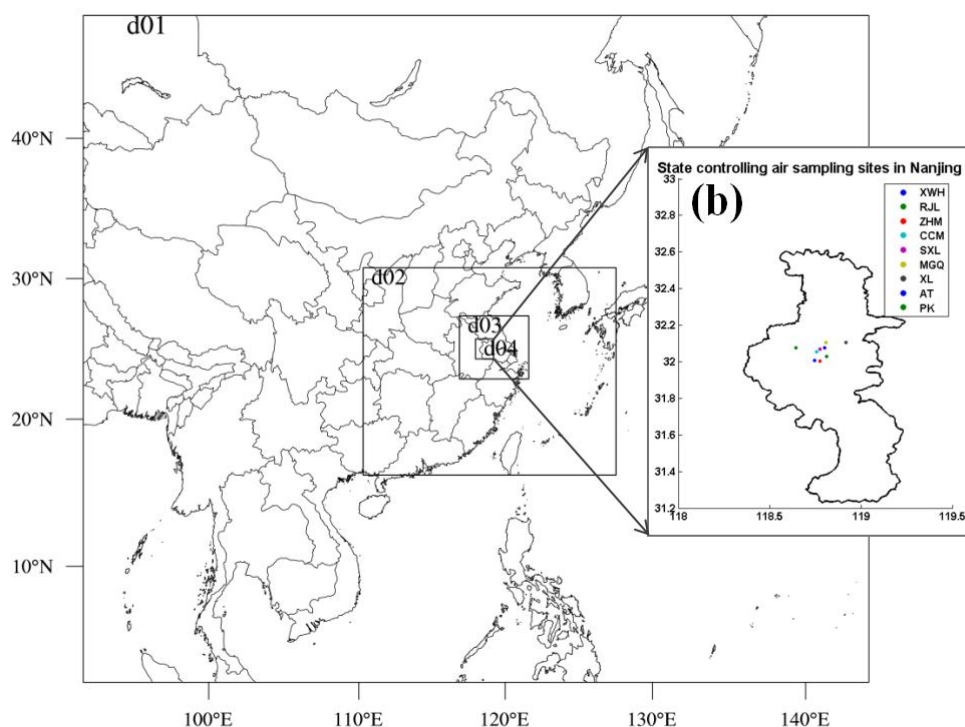 d01
40°N
30°N
20°N
10°N
100°E
110°E
120°E
130°E
140°E
d02
d03
d04
State controlling air sampling sites in Nanjing
(b)
33
32.8
32.6
32.4
32.2
32
31.8
31.6
31.4
31.2
118
118.5
119
119.5
XWH
RJL
ZHM
CCM
SXL
MGQ
XL
AT
PK